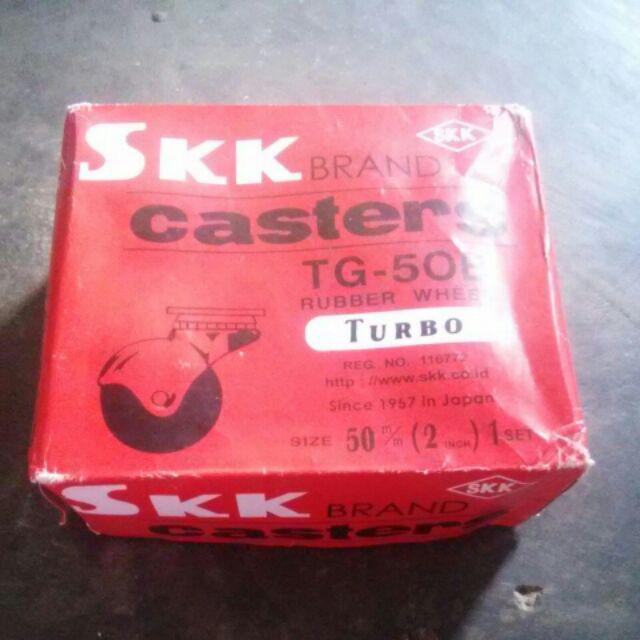 SKK BRAND
SKK
casters
TG-50B
RUBBER WHEEL
TURBO
REG. NO. 116772
http://www.skk.co.id
Since 1957 In Japan
SIZE 50 m/m (2 INCH) 1 SET
SKK BRAND
SKK
casters